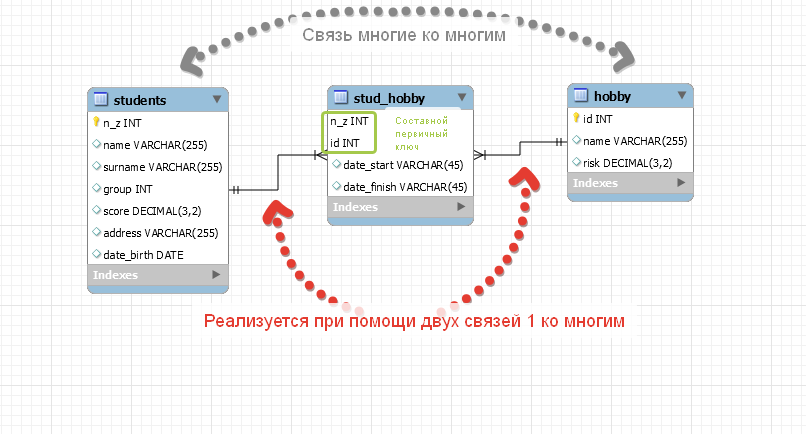 Связь многие ко многим
students
n_z INT
name VARCHAR(255)
surname VARCHAR(255)
group INT
score DECIMAL(3,2)
address VARCHAR(255)
date_birth DATE
Indexes
stud_hobby
n_z INT
id INT
Составной
первичный
ключ
date_start VARCHAR(45)
date_finish VARCHAR(45)
Indexes
hobby
id INT
name VARCHAR(255)
risk DECIMAL(3,2)
Indexes
Реализуется при помощи двух связей 1 ко многим